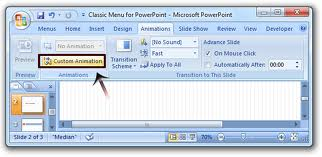 Classic Menu for PowerPoint - Microsoft PowerPoint
Menus Home Insert Design Animations Slide Review View
Preview
No Animation
Custom Animation
Transition Scheme
[No Sound]
Fast
Apply To All
Advance Slide
On Mouse Click
Automatically After: 00:00
Preview Animations Transition to This Slide
Slide 2 of 3 "Median" 70%